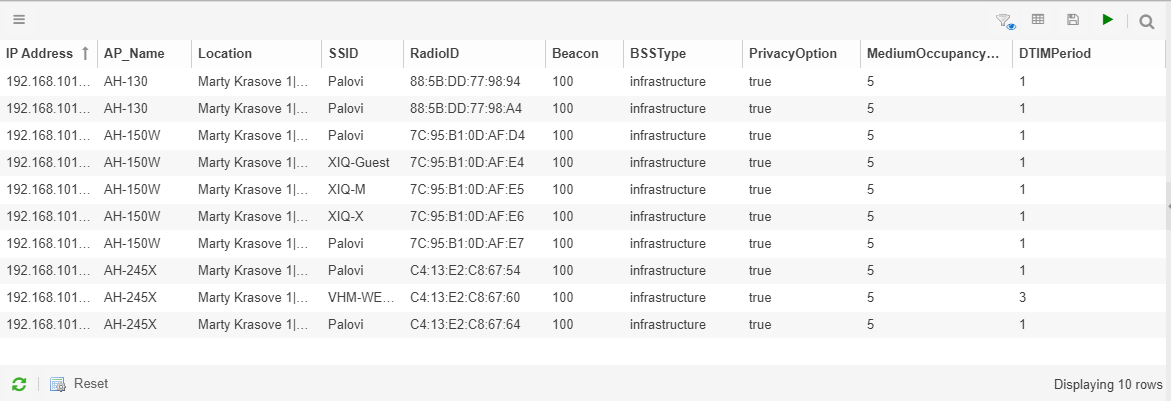 IP Address AP_Name Location SSID RadioID Beacon BSSType PrivacyOption MediumOccupancy... DTIMPeriod
192.168.101... AH-130 Marty Krasove 1|... Palovi 88:5B:DD:77:98:94 100 infrastructure true 5 1
192.168.101... AH-130 Marty Krasove 1|... Palovi 88:5B:DD:77:98:A4 100 infrastructure true 5 1
192.168.101... AH-150W Marty Krasove 1|... Palovi 7C:95:B1:0D:AF:D4 100 infrastructure true 5 1
192.168.101... AH-150W Marty Krasove 1|... XIQ-Guest 7C:95:B1:0D:AF:E4 100 infrastructure true 5 1
192.168.101... AH-150W Marty Krasove 1|... XIQ-M 7C:95:B1:0D:AF:E5 100 infrastructure true 5 1
192.168.101... AH-150W Marty Krasove 1|... XIQ-X 7C:95:B1:0D:AF:E6 100 infrastructure true 5 1
192.168.101... AH-150W Marty Krasove 1|... Palovi 7C:95:B1:0D:AF:E7 100 infrastructure true 5 1
192.168.101... AH-245X Marty Krasove 1|... Palovi C4:13:E2:C8:67:54 100 infrastructure true 5 1
192.168.101... AH-245X Marty Krasove 1|... VHM-WE... C4:13:E2:C8:67:60 100 infrastructure true 5 3
192.168.101... AH-245X Marty Krasove 1|... Palovi C4:13:E2:C8:67:64 100 infrastructure true 5 1
Reset Displaying 10 rows